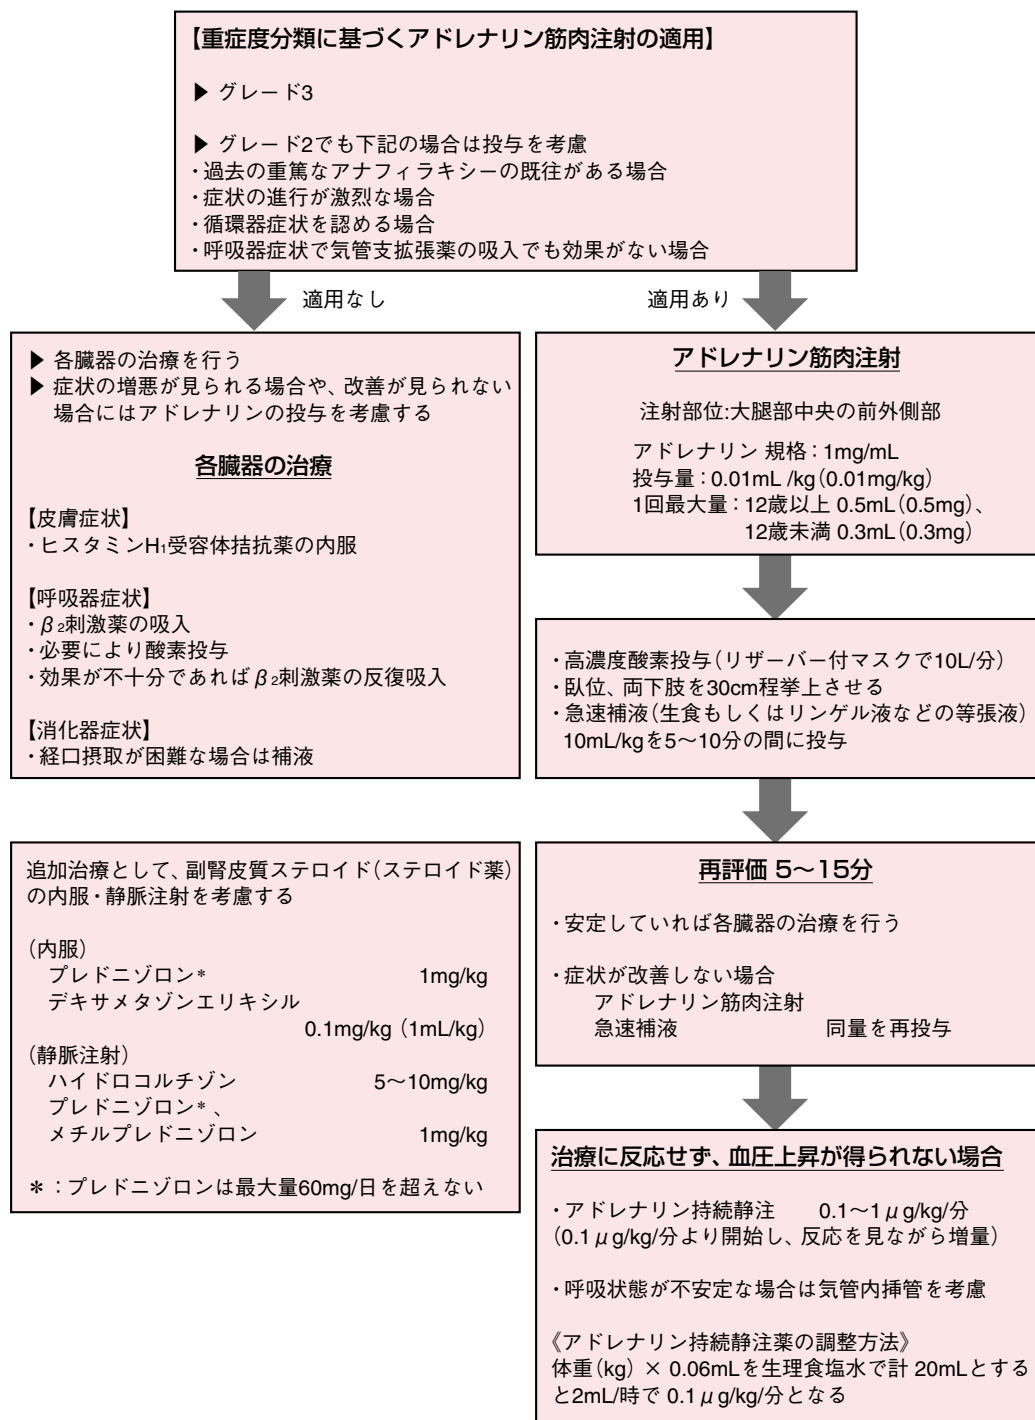 【重症度分類に基づくアドレナリン筋肉注射の適用】
▶ グレード3
▶ グレード2でも下記の場合は投与を考慮
・過去の重篤なアナフィラキシーの既往がある場合
・症状の進行が激烈な場合
・循環器症状を認める場合
・呼吸器症状で気管支拡張薬の吸入でも効果がない場合
適用なし
適用あり
▶ 各臓器の治療を行う
▶ 症状の増悪が見られる場合や、改善が見られない
場合にはアドレナリンの投与を考慮する
各臓器の治療
【皮膚症状】
・ヒスタミンH₁受容体拮抗薬の内服
【呼吸器症状】
・β₂刺激薬の吸入
・必要により酸素投与
・効果が不十分であればβ₂刺激薬の反復吸入
【消化器症状】
・経口摂取が困難な場合は補液
アドレナリン筋肉注射
注射部位:大腿部中央の前外側部
アドレナリン 規格：1mg/mL
投与量：0.01mL /kg（0.01mg/kg）
1回最大量：12歳以上 0.5mL（0.5mg）、
12歳未満 0.3mL（0.3mg）
・高濃度酸素投与（リザーバー付マスクで10L/分）
・臥位、両下肢を30cm程挙上させる
・急速補液（生食もしくはリンゲル液などの等張液）
10mL/kgを5〜10分の間に投与
追加治療として、副腎皮質ステロイド（ステロイド薬）
の内服・静脈注射を考慮する
（内服）
プレドニゾロン＊ 1mg/kg
デキサメタゾンエリキシル
0.1mg/kg（1mL/kg）
（静脈注射）
ハイドロコルチゾン 5〜10mg/kg
プレドニゾロン＊、
メチルプレドニゾロン 1mg/kg
＊：プレドニゾロンは最大量60mg/日を超えない
再評価 5〜15分
・安定していれば各臓器の治療を行う
・症状が改善しない場合
アドレナリン筋肉注射
急速補液 同量を再投与
治療に反応せず、血圧上昇が得られない場合
・アドレナリン持続静注 0.1〜1μg/kg/分
（0.1μg/kg/分より開始し、反応を見ながら増量）
・呼吸状態が不安定な場合は気管内挿管を考慮
《アドレナリン持続静注薬の調整方法》
体重（kg）× 0.06mLを生理食塩水で計 20mLとする
と2mL/時で 0.1μg/kg/分となる